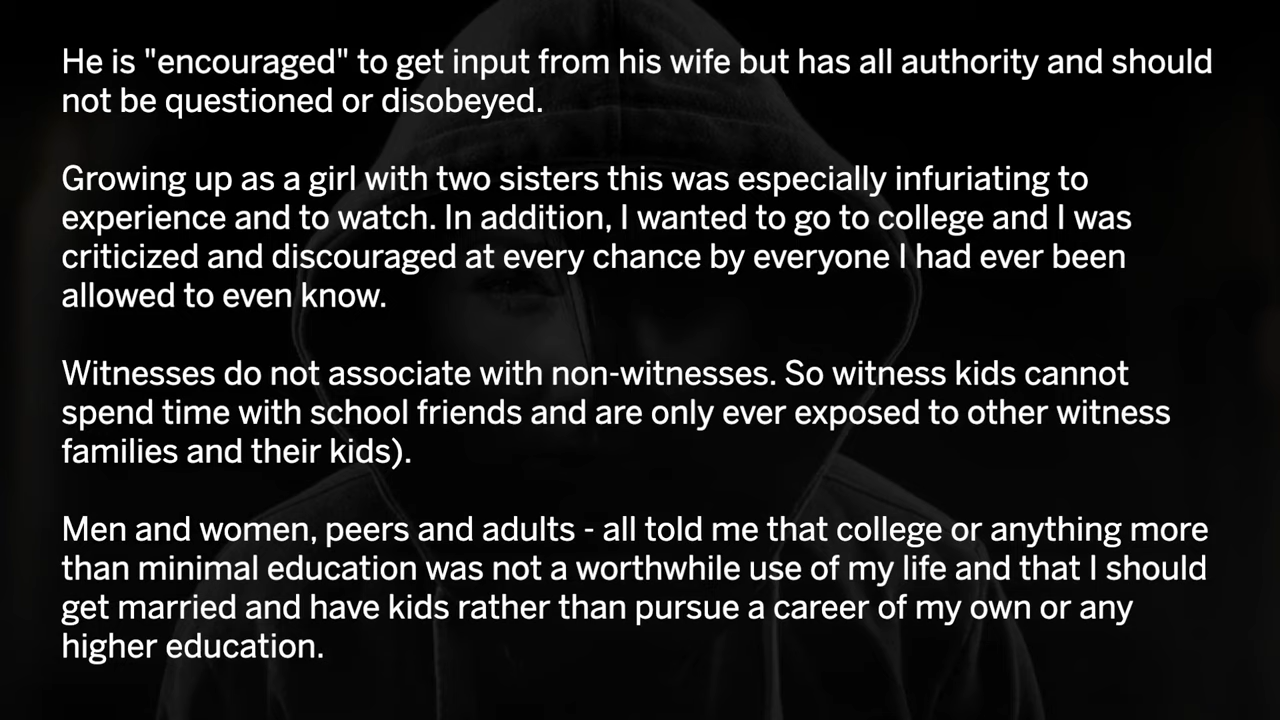 He is "encouraged" to get input from his wife but has all authority and should
not be questioned or disobeyed.
Growing up as a girl with two sisters this was especially infuriating to
experience and to watch. In addition, I wanted to go to college and I was
criticized and discouraged at every chance by everyone I had ever been
allowed to even know.
Witnesses do not associate with non-witnesses. So witness kids cannot
spend time with school friends and are only ever exposed to other witness
families and their kids).
Men and women, peers and adults - all told me that college or anything more
than minimal education was not a worthwhile use of my life and that I should
get married and have kids rather than pursue a career of my own or any
higher education.